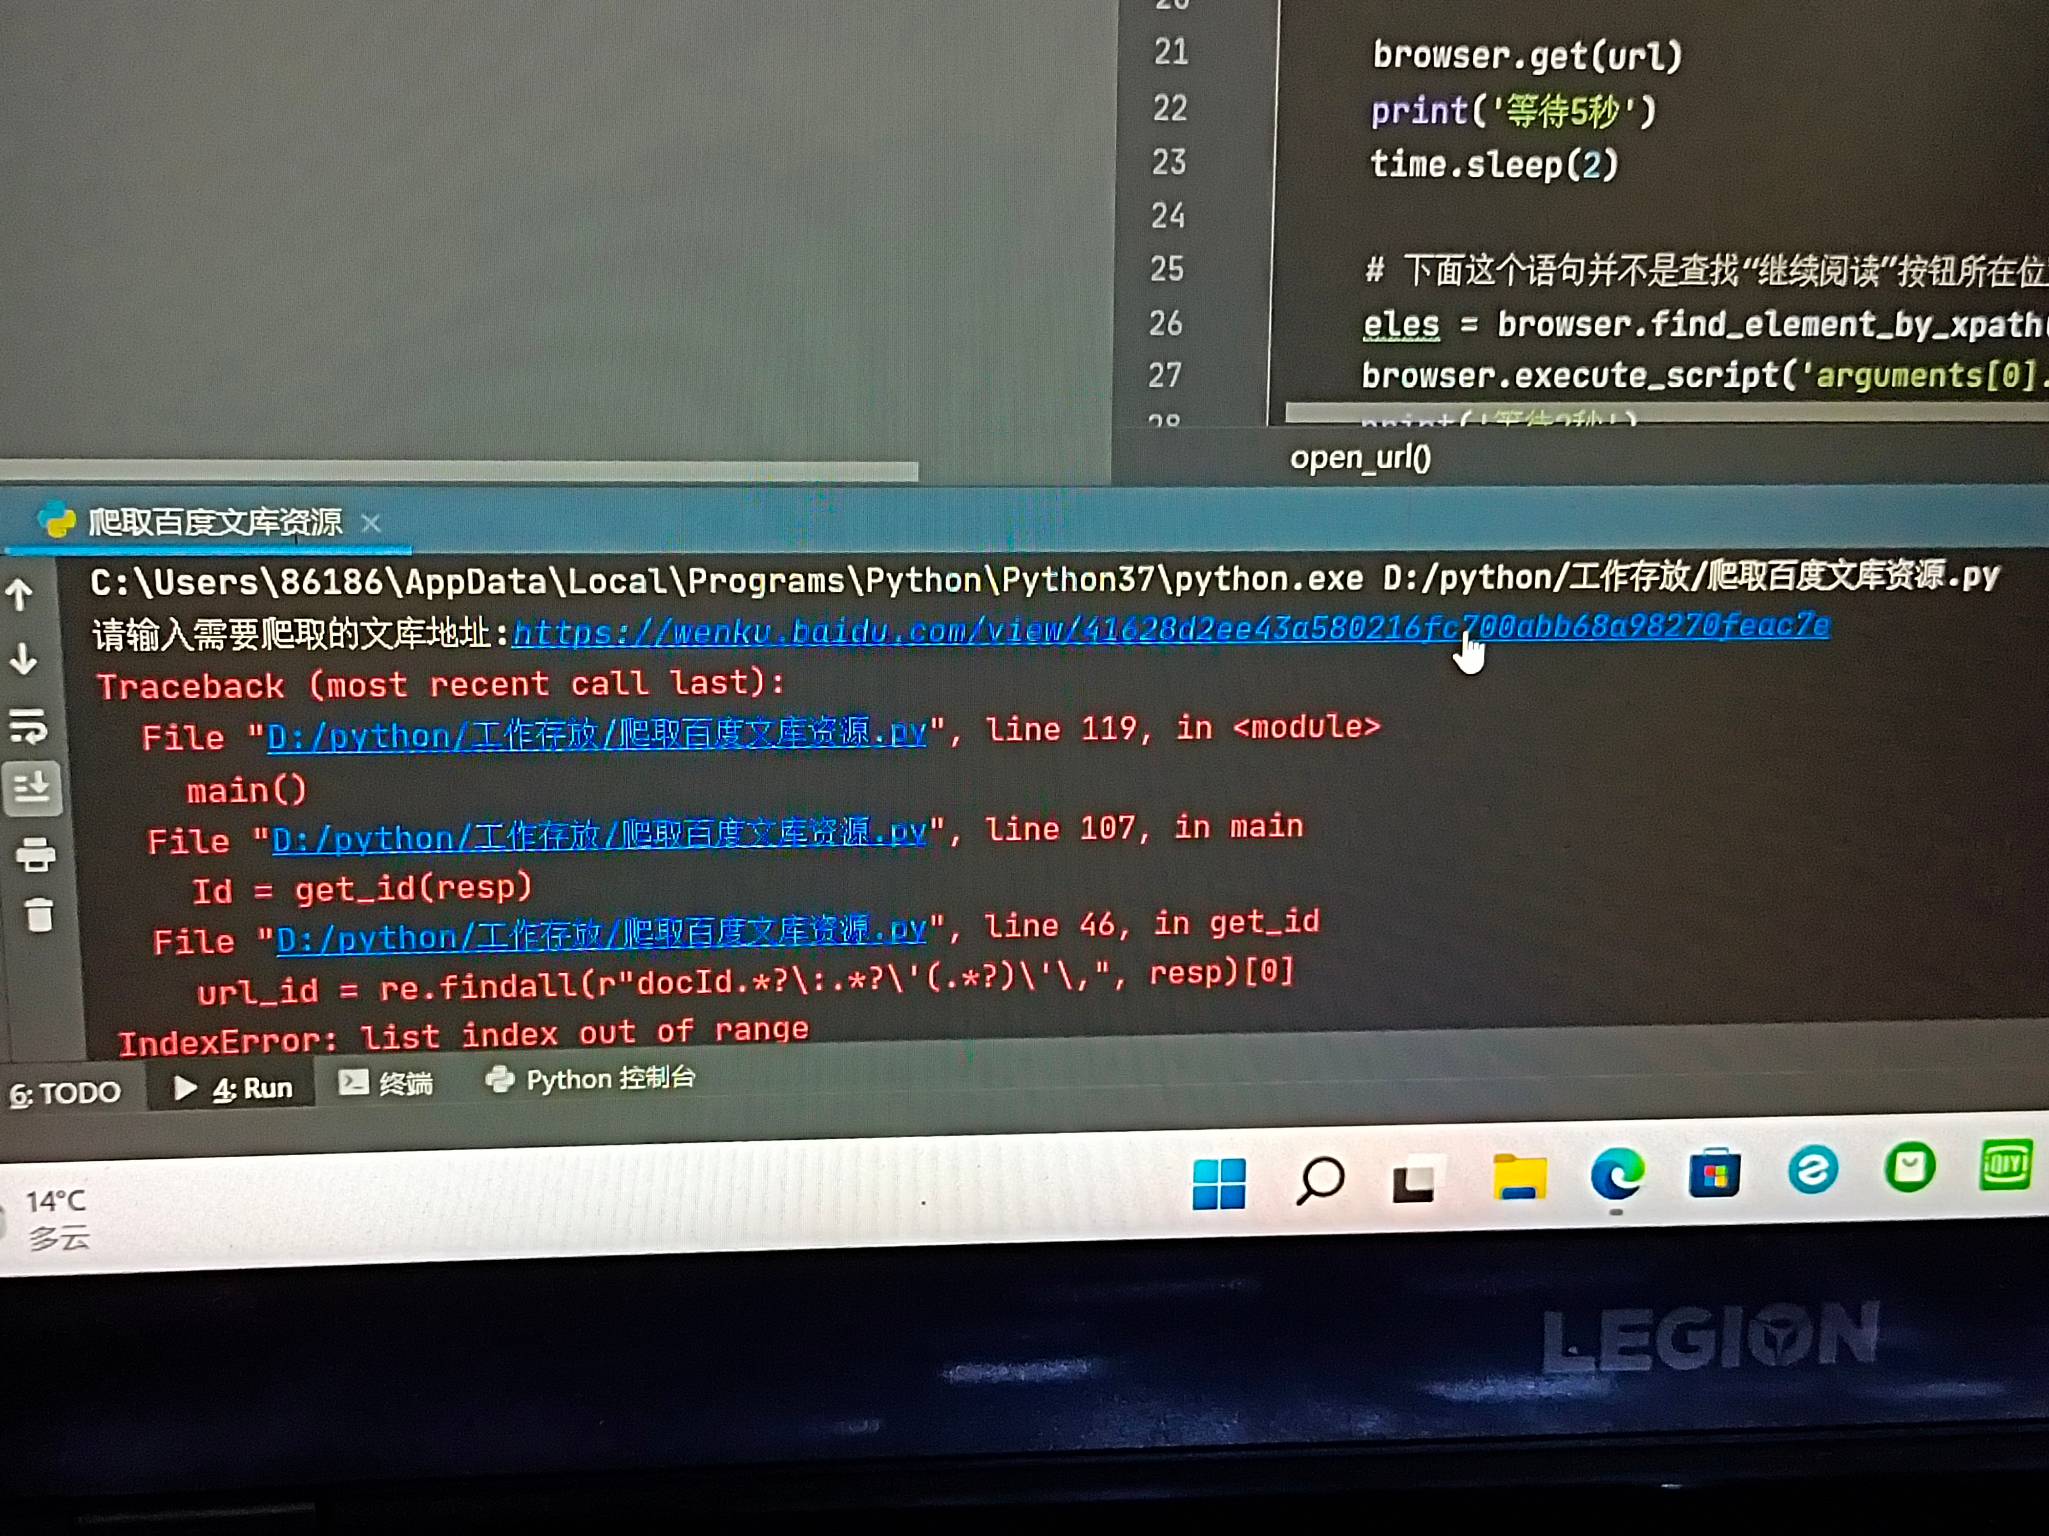 21 browser.get(url)
22 print('等待5秒')
23 time.sleep(2)
24
25 # 下面这个语句并不是查找“继续阅读”按钮所在位
26 eles = browser.find_element_by_xpath(
27 browser.execute_script('arguments[0].
28 print('等待2秒')
open_url()
爬取百度文库资源 ×
C:\Users\86186\AppData\Local\Programs\Python\Python37\python.exe D:/python/工作存放/爬取百度文库资源.py
请输入需要爬取的文库地址:https://wenku.baidu.com/view/41628d2ee43a580216fc700abb68a98270feac7e
Traceback (most recent call last):
File "D:/python/工作存放/爬取百度文库资源.py", line 119, in <module>
main()
File "D:/python/工作存放/爬取百度文库资源.py", line 107, in main
Id = get_id(resp)
File "D:/python/工作存放/爬取百度文库资源.py", line 46, in get_id
url_id = re.findall(r"docId.*?\:.*?\'(.*?)\'\,", resp)[0]
IndexError: list index out of range
6: TODO 4: Run 终端 Python 控制台
14°C
多云
iQIYI
LEGION